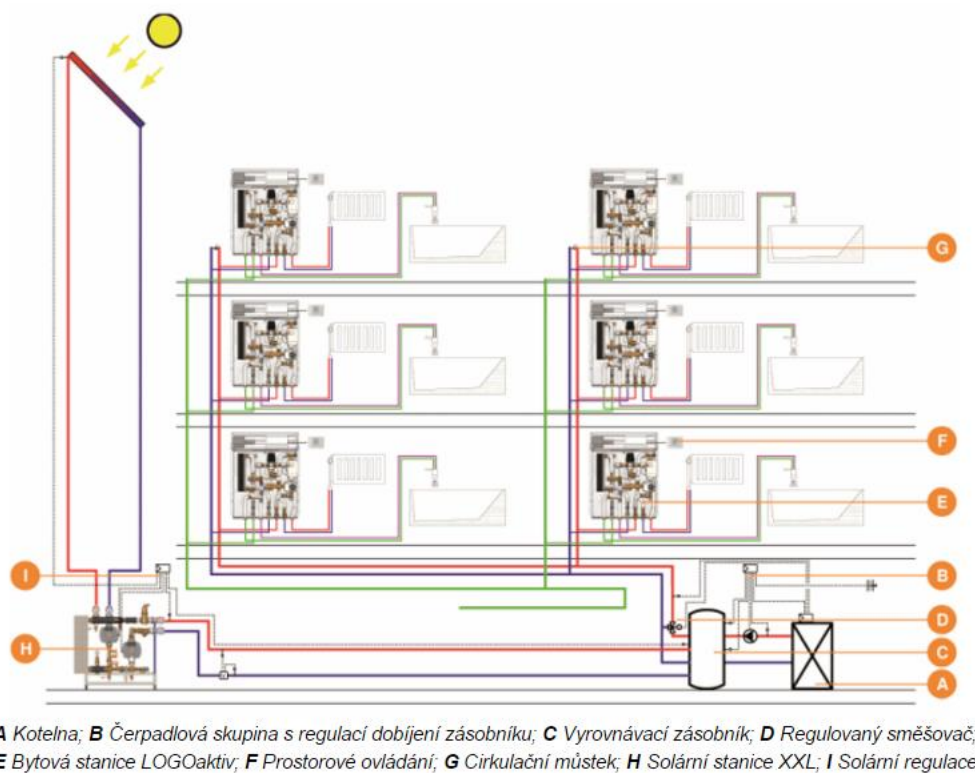 G
F
E
I
B
D
H
C
A
A Kotelna; B Čerpadlová skupina s regulací dobíjení zásobníku; C Vyrovnávací zásobník; D Regulovaný směšovač;
E Bytová stanice LOGOaktiv; F Prostorové ovládání; G Cirkulační můstek; H Solární stanice XXL; I Solární regulace